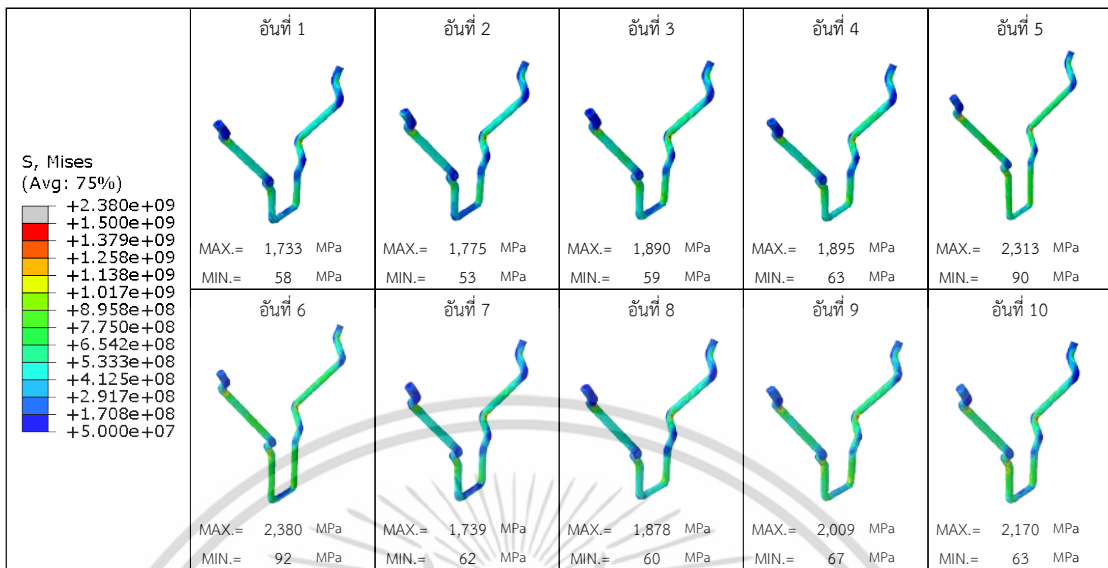 S, Mises
(Avg: 75%)
+2.380e+09
+1.500e+09
+1.379e+09
+1.258e+09
+1.138e+09
+1.017e+09
+8.958e+08
+7.750e+08
+6.542e+08
+5.333e+08
+4.125e+08
+2.917e+08
+1.708e+08
+5.000e+07
อันที่ 1
MAX.= 1,733 MPa
MIN.= 58 MPa
อันที่ 2
MAX.= 1,775 MPa
MIN.= 53 MPa
อันที่ 3
MAX.= 1,890 MPa
MIN.= 59 MPa
อันที่ 4
MAX.= 1,895 MPa
MIN.= 63 MPa
อันที่ 5
MAX.= 2,313 MPa
MIN.= 90 MPa
อันที่ 6
MAX.= 2,380 MPa
MIN.= 92 MPa
อันที่ 7
MAX.= 1,739 MPa
MIN.= 62 MPa
อันที่ 8
MAX.= 1,878 MPa
MIN.= 60 MPa
อันที่ 9
MAX.= 2,009 MPa
MIN.= 67 MPa
อันที่ 10
MAX.= 2,170 MPa
MIN.= 63 MPa